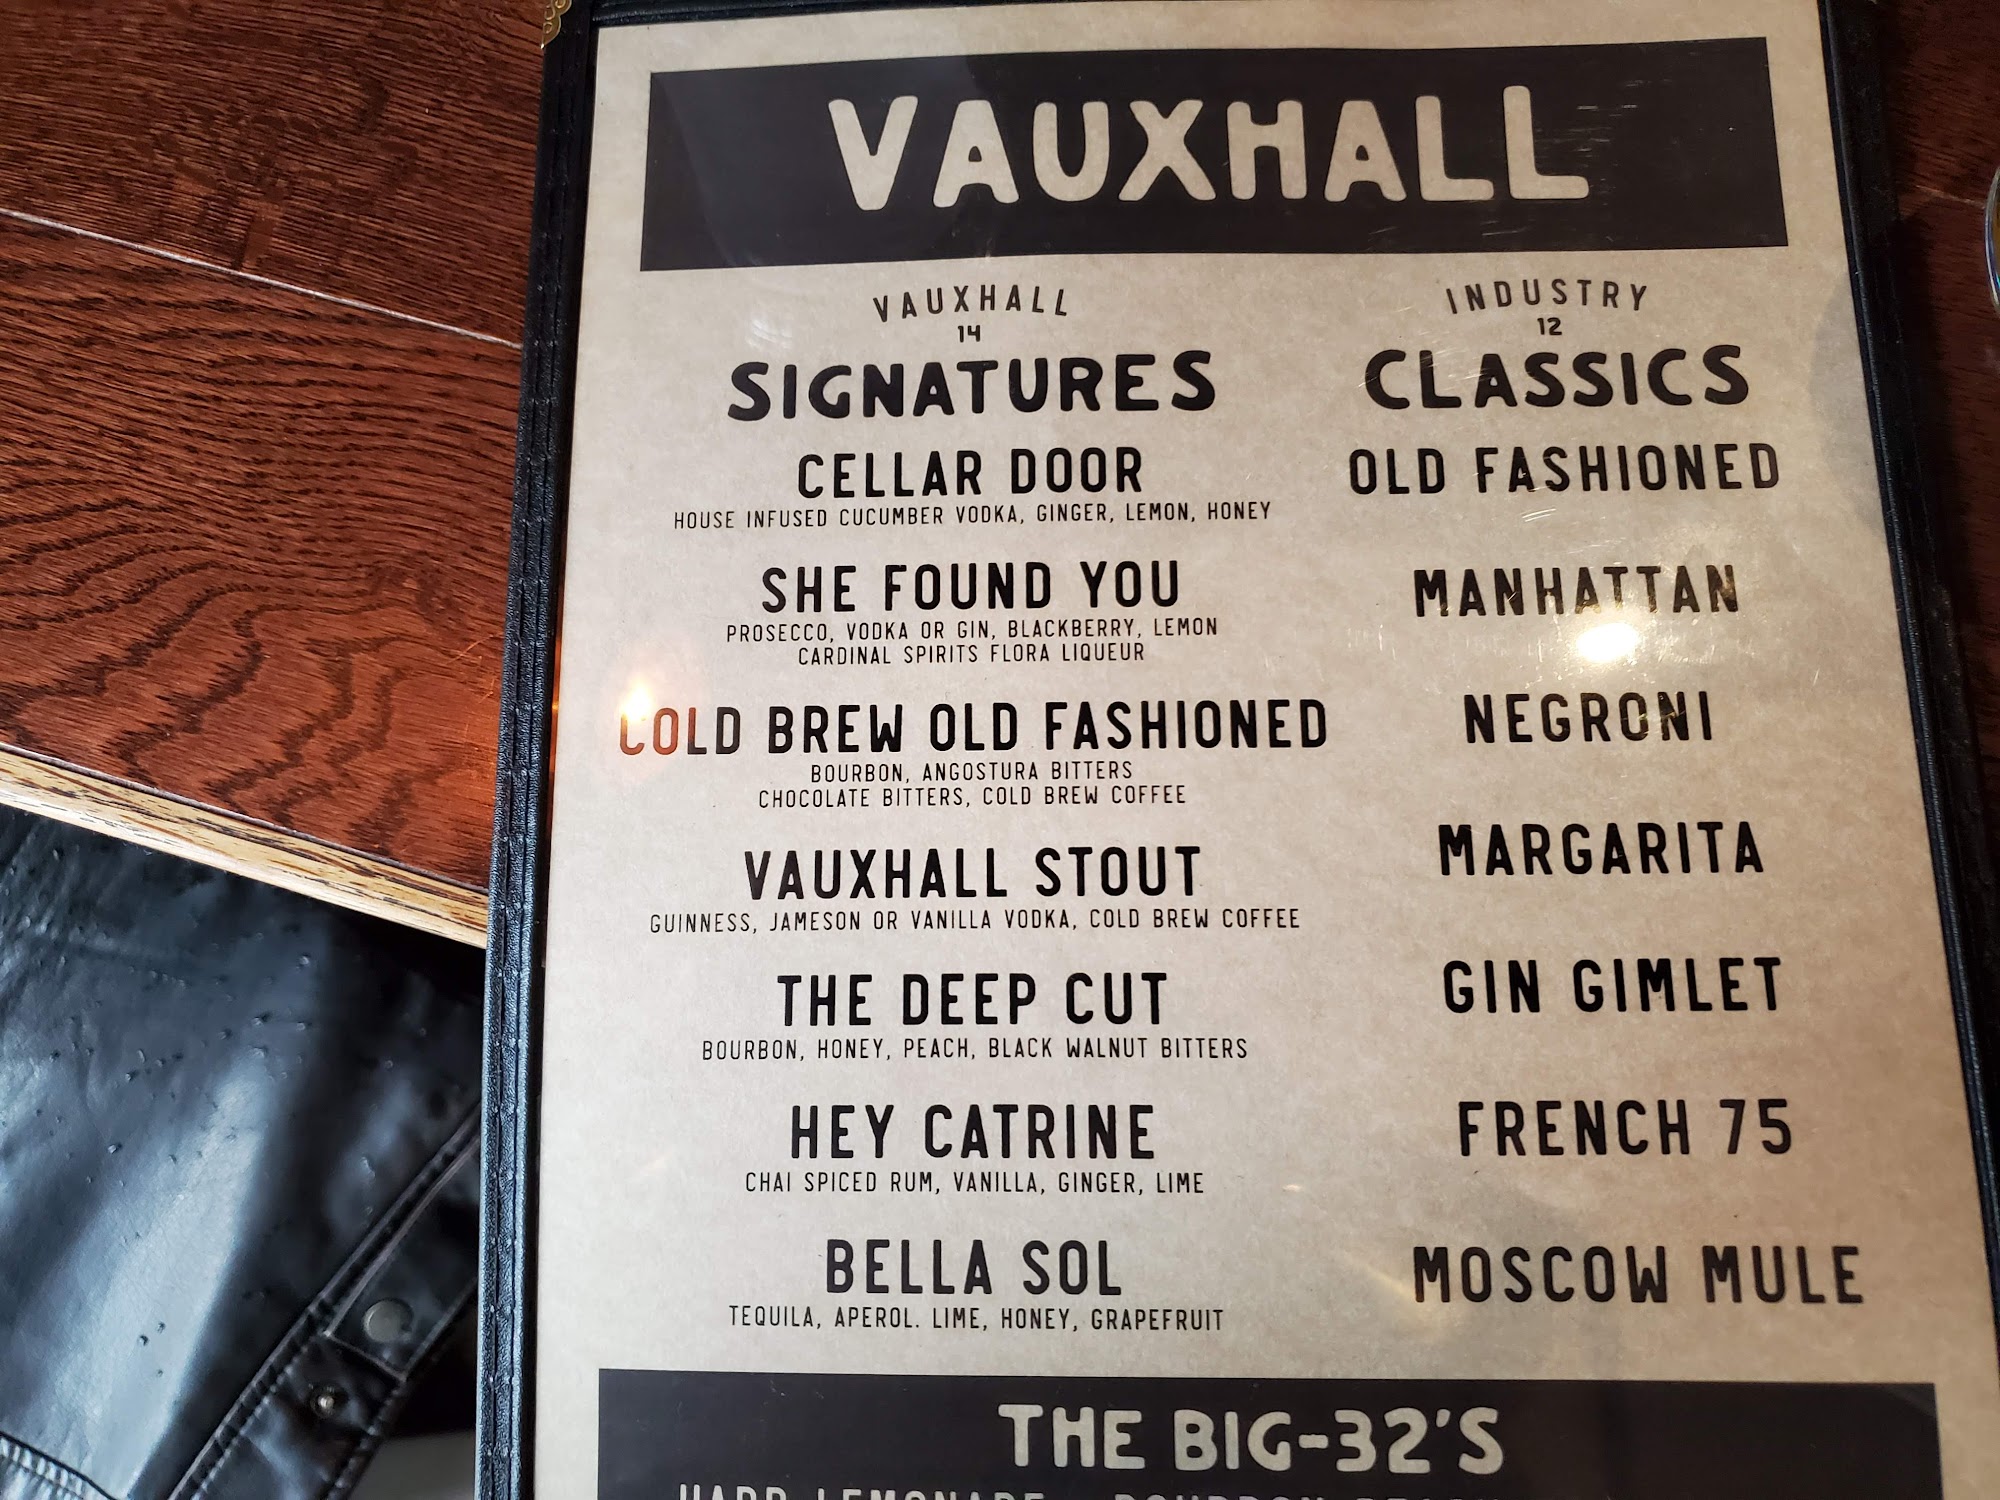 VAUXHALL
VAUXHALL
14
SIGNATURES
CELLAR DOOR
HOUSE INFUSED CUCUMBER VODKA, GINGER, LEMON, HONEY
SHE FOUND YOU
PROSECCO, VODKA OR GIN, BLACKBERRY, LEMON
CARDINAL SPIRITS FLORA LIQUEUR
COLD BREW OLD FASHIONED
BOURBON, ANGOSTURA BITTERS
CHOCOLATE BITTERS, COLD BREW COFFEE
VAUXHALL STOUT
GUINNESS, JAMESON OR VANILLA VODKA, COLD BREW COFFEE
THE DEEP CUT
BOURBON, HONEY, PEACH, BLACK WALNUT BITTERS
HEY CATRINE
CHAI SPICED RUM, VANILLA, GINGER, LIME
BELLA SOL
TEQUILA, APEROL. LIME, HONEY, GRAPEFRUIT
INDUSTRY
12
CLASSICS
OLD FASHIONED
MANHATTAN
NEGRONI
MARGARITA
GIN GIMLET
FRENCH 75
MOSCOW MULE
THE BIG-32'S
HARD LEMONADE